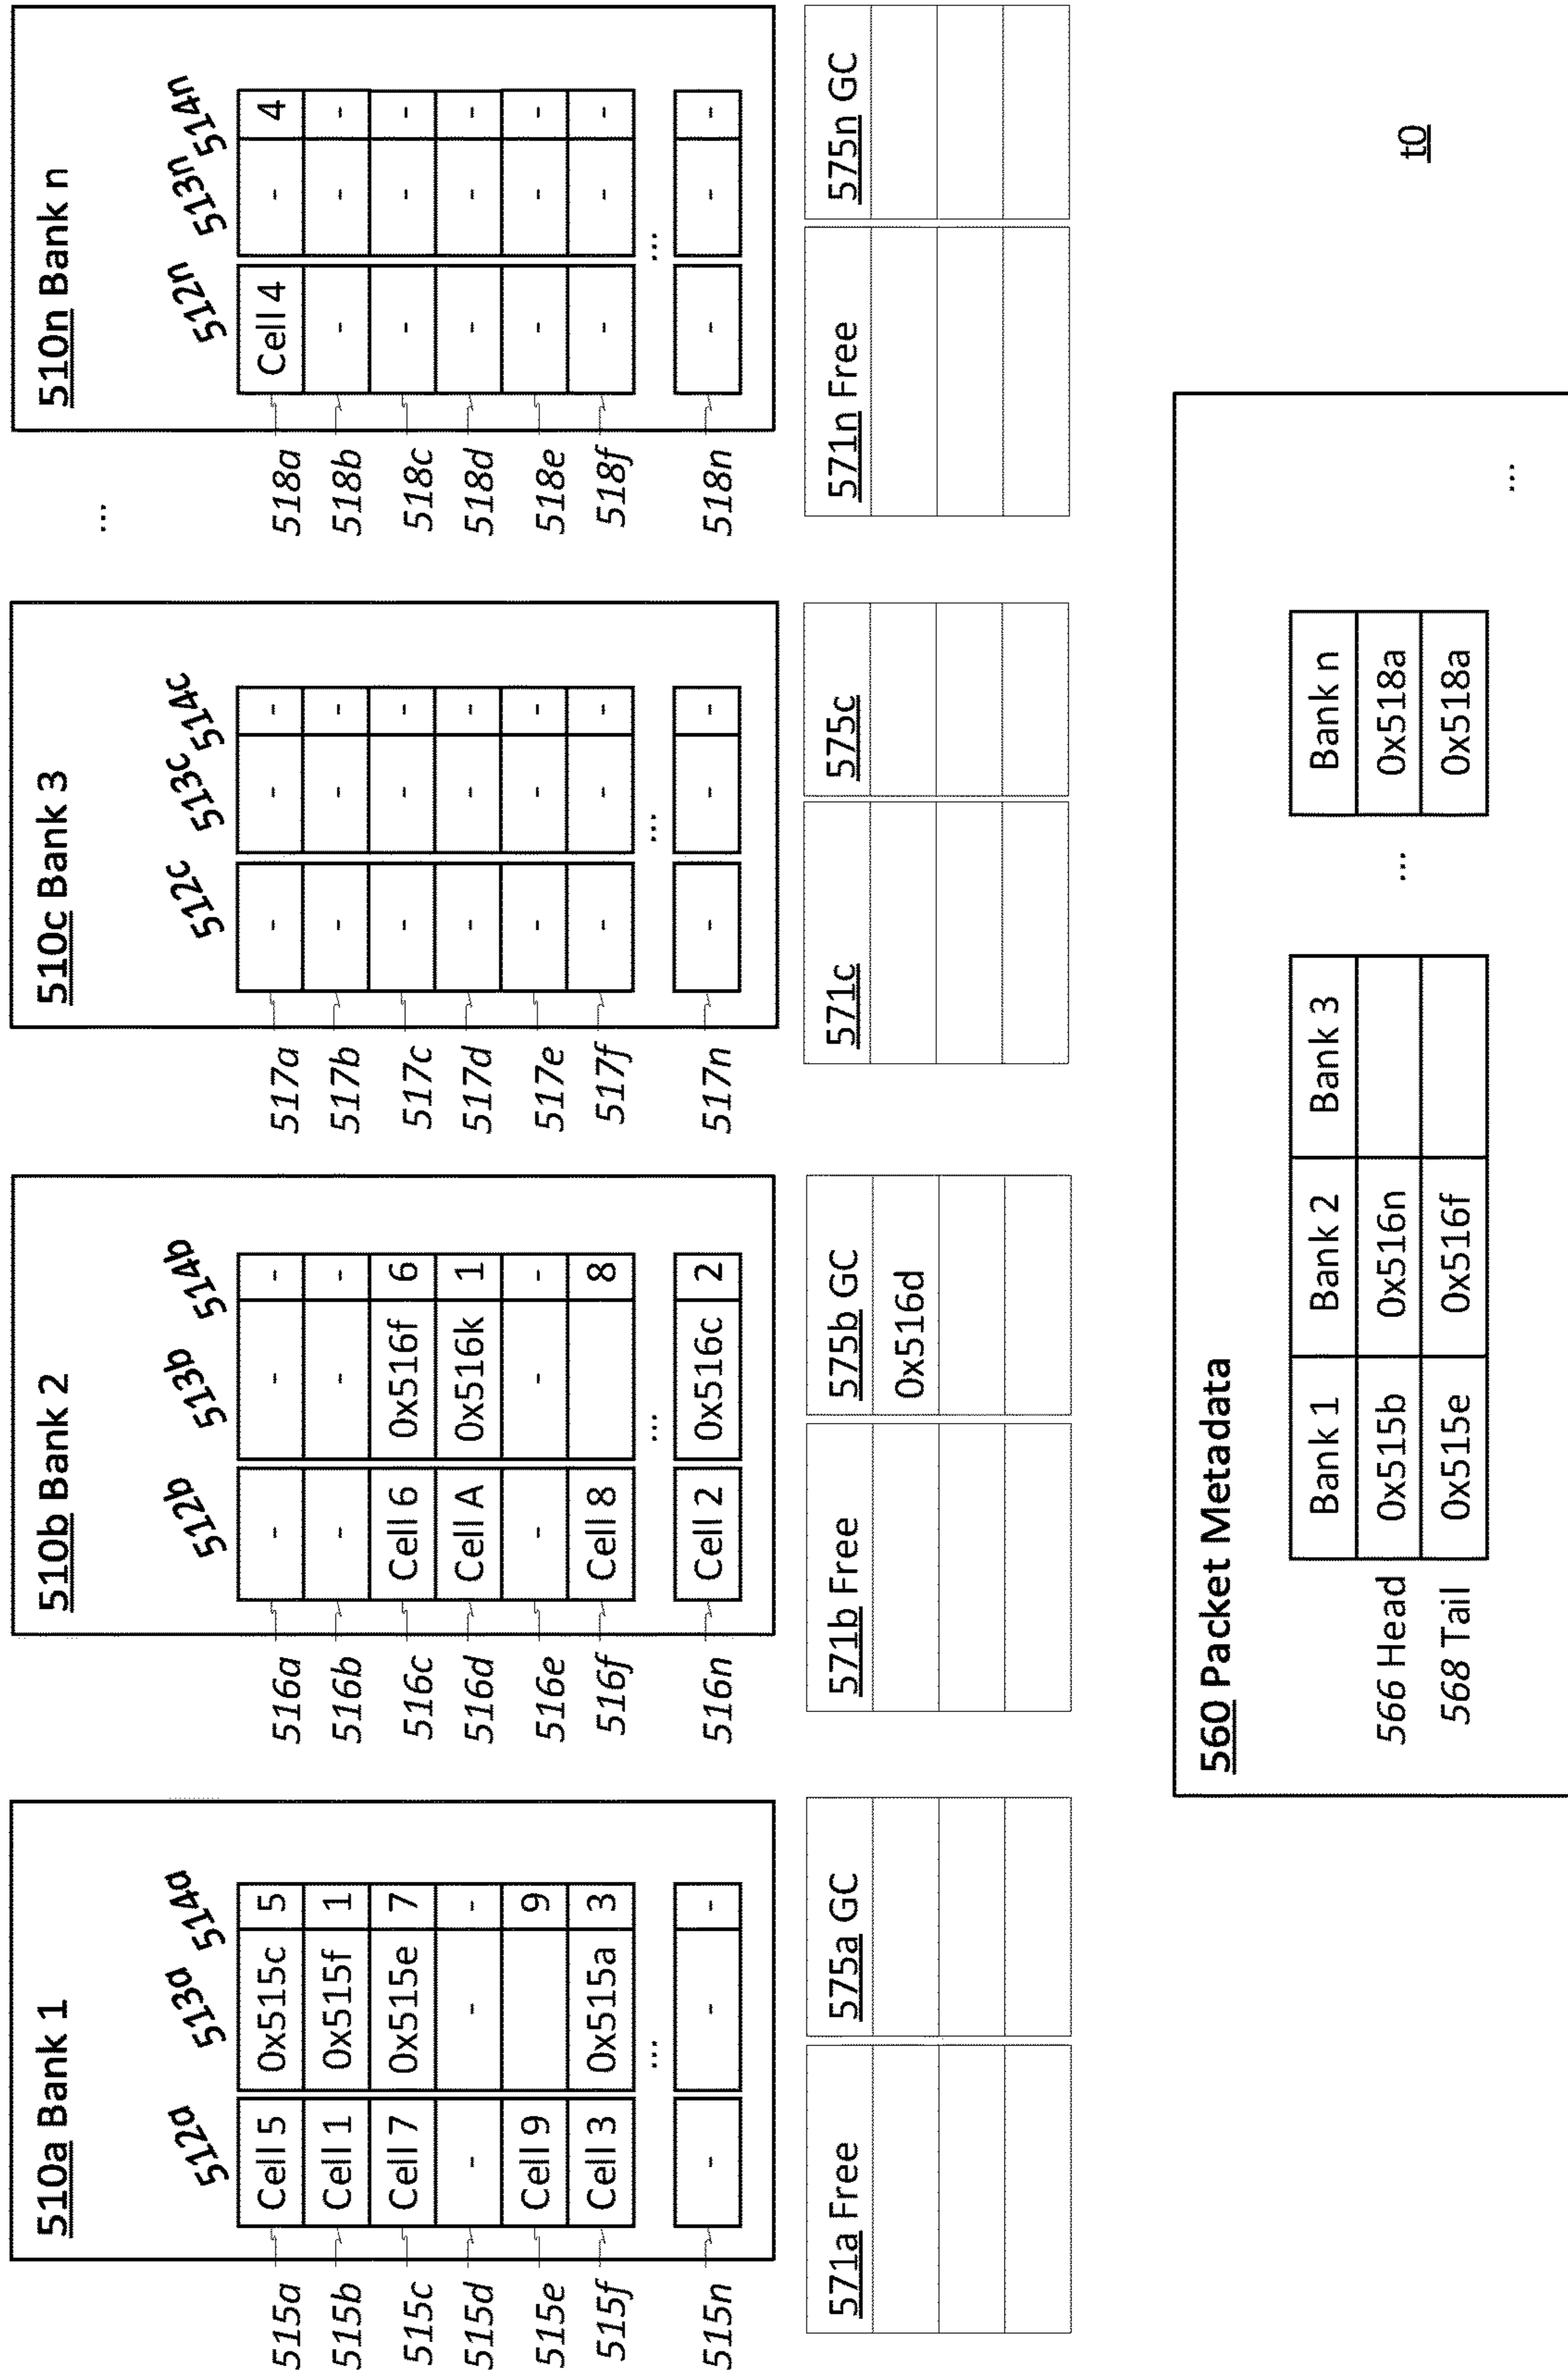 510a Bank 1
512a 513a 514a
515a Cell 5 0x515c 5
515b Cell 1 0x515f 1
515c Cell 7 0x515e 7
515d - - -
515e Cell 9 9
515f Cell 3 0x515a 3
...
515n - - -
571a Free 575a GC
510b Bank 2
512b 513b 514b
516a - - -
516b - - -
516c Cell 6 0x516f 6
516d Cell A 0x516k 1
516e - - -
516f Cell 8 8
...
516n Cell 2 0x516c 2
571b Free 575b GC
0x516d
510c Bank 3
512c 513c 514c
517a - - -
517b - - -
517c - - -
517d - - -
517e - - -
517f - - -
...
517n - - -
571c 575c
...
510n Bank n
512n 513n 514n
518a Cell 4 - 4
518b - - -
518c - - -
518d - - -
518e - - -
518f - - -
...
518n - - -
571n Free 575n GC
560 Packet Metadata
Bank 1 Bank 2 Bank 3 Bank n
566 Head 0x515b 0x516n ... 0x518a
568 Tail 0x515e 0x516f 0x518a
...
t0